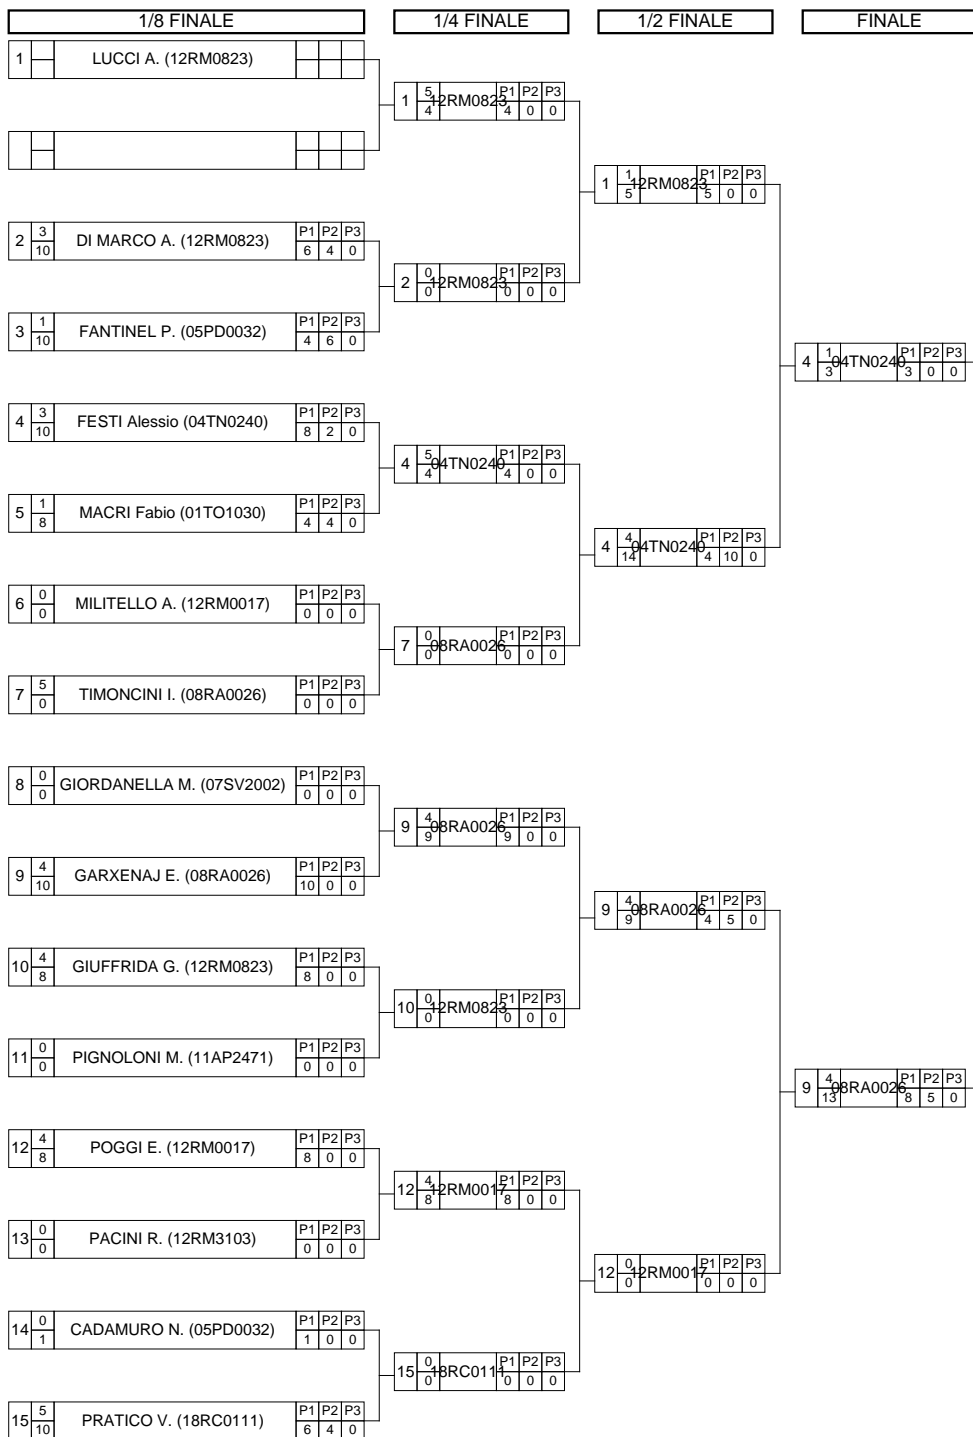 1/8 FINALE 1/4 FINALE 1/2 FINALE FINALE
1 LUCCI A. (12RM0823)
1 5 4 12RM0823 P1 P2 P3 4 0 0
1 1 5 12RM0823 P1 P2 P3 5 0 0
2 3 10 DI MARCO A. (12RM0823) P1 P2 P3 6 4 0
2 0 0 12RM0823 P1 P2 P3 0 0 0
3 1 10 FANTINEL P. (05PD0032) P1 P2 P3 4 6 0
4 1 3 04TN0240 P1 P2 P3 3 0 0
4 3 10 FESTI Alessio (04TN0240) P1 P2 P3 8 2 0
4 5 4 04TN0240 P1 P2 P3 4 0 0
5 1 8 MACRI Fabio (01TO1030) P1 P2 P3 4 4 0
4 4 14 04TN0240 P1 P2 P3 4 10 0
6 0 0 MILITELLO A. (12RM0017) P1 P2 P3 0 0 0
7 0 0 08RA0026 P1 P2 P3 0 0 0
7 5 0 TIMONCINI I. (08RA0026) P1 P2 P3 0 0 0
8 0 0 GIORDANELLA M. (07SV2002) P1 P2 P3 0 0 0
9 4 9 08RA0026 P1 P2 P3 9 0 0
9 4 10 GARXENAJ E. (08RA0026) P1 P2 P3 10 0 0
9 4 9 08RA0026 P1 P2 P3 4 5 0
10 4 8 GIUFFRIDA G. (12RM0823) P1 P2 P3 8 0 0
10 0 0 12RM0823 P1 P2 P3 0 0 0
11 0 0 PIGNOLONI M. (11AP2471) P1 P2 P3 0 0 0
9 4 13 08RA0026 P1 P2 P3 8 5 0
12 4 8 POGGI E. (12RM0017) P1 P2 P3 8 0 0
12 4 8 12RM0017 P1 P2 P3 8 0 0
13 0 0 PACINI R. (12RM3103) P1 P2 P3 0 0 0
12 0 0 12RM0017 P1 P2 P3 0 0 0
14 0 1 CADAMURO N. (05PD0032) P1 P2 P3 1 0 0
15 0 0 18RC0111 P1 P2 P3 0 0 0
15 5 10 PRATICO V. (18RC0111) P1 P2 P3 6 4 0